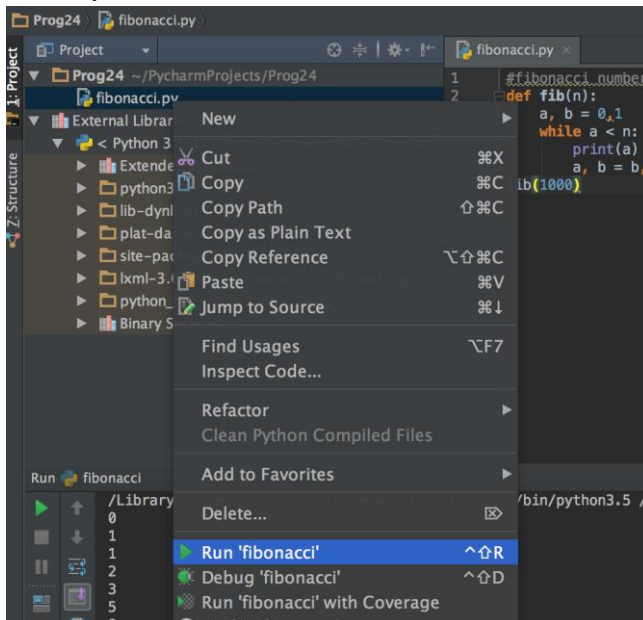 Prog24 fibonacci.py
1: Project
Project
fibonacci.py
Prog24 ~/PycharmProjects/Prog24
fibonacci.py
External Librar
< Python 3
Extende
python3
lib-dynl
plat-da
site-pac
lxml-3.
python_
Binary S
Z: Structure
1 #fibonacci number
2 def fib(n):
a, b = 0,1
while a < n:
print(a)
a, b = b,
ib(1000)
New
Cut ⌘X
Copy ⌘C
Copy Path ⇧⌘C
Copy as Plain Text
Copy Reference ⌥⇧⌘C
Paste ⌘V
Jump to Source ⌘↓
Find Usages ⌥F7
Inspect Code...
Refactor
Clean Python Compiled Files
Add to Favorites
Delete... ⌦
Run 'fibonacci' ^⇧R
Debug 'fibonacci' ^⇧D
Run 'fibonacci' with Coverage
Run fibonacci
/Library
/bin/python3.5 /
0
1
1
2
3
5